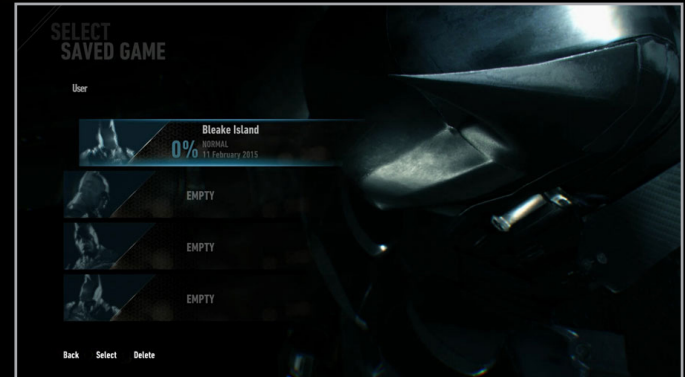 SELECT
SAVED GAME
User
Bleake Island
0%
NORMAL
11 February 2015
EMPTY
EMPTY
EMPTY
Back Select Delete